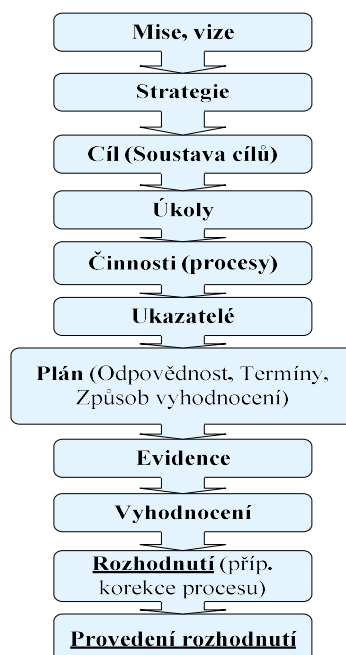 Mise, vize
Strategie
Cíl (Soustava cílů)
Úkoly
Činnosti (procesy)
Ukazatelé
Plán (Odpovědnost, Termíny,
Způsob vyhodnocení)
Evidence
Vyhodnocení
Rozhodnutí (příp.
korekce procesu)
Provedení rozhodnutí